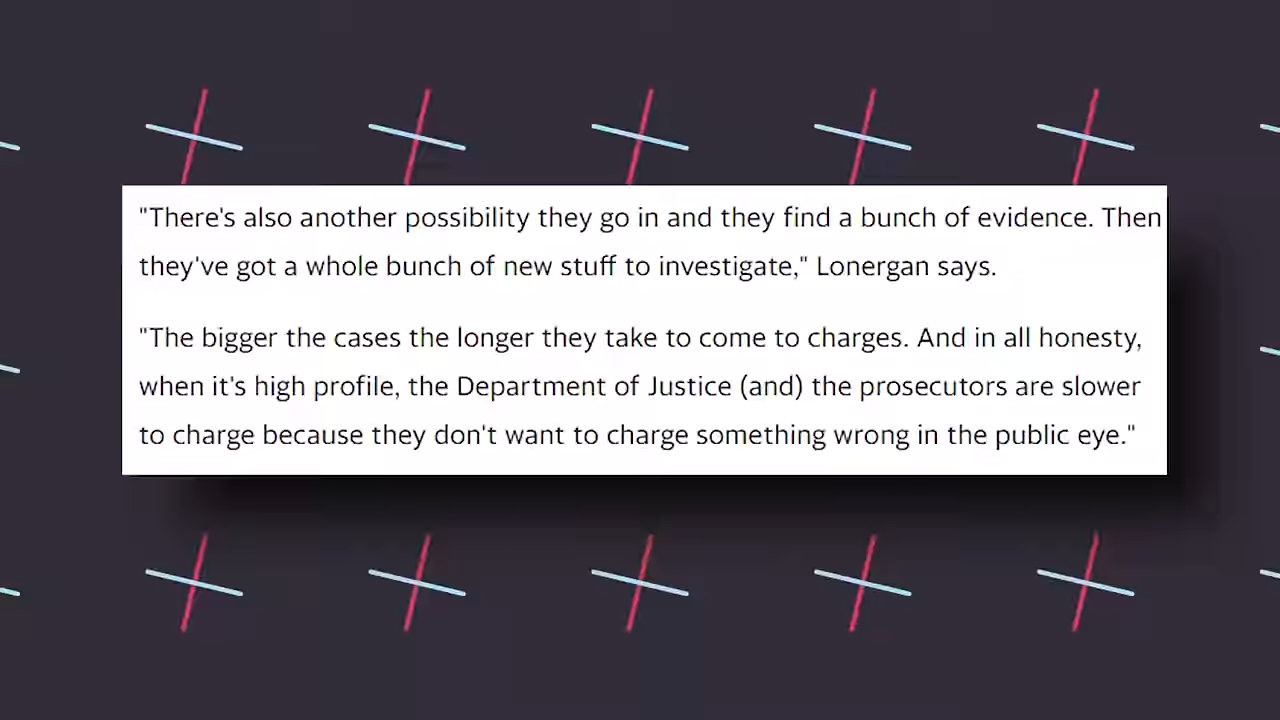 "There's also another possibility they go in and they find a bunch of evidence. Then
they've got a whole bunch of new stuff to investigate," Lonergan says.
"The bigger the cases the longer they take to come to charges. And in all honesty,
when it's high profile, the Department of Justice (and) the prosecutors are slower
to charge because they don't want to charge something wrong in the public eye."